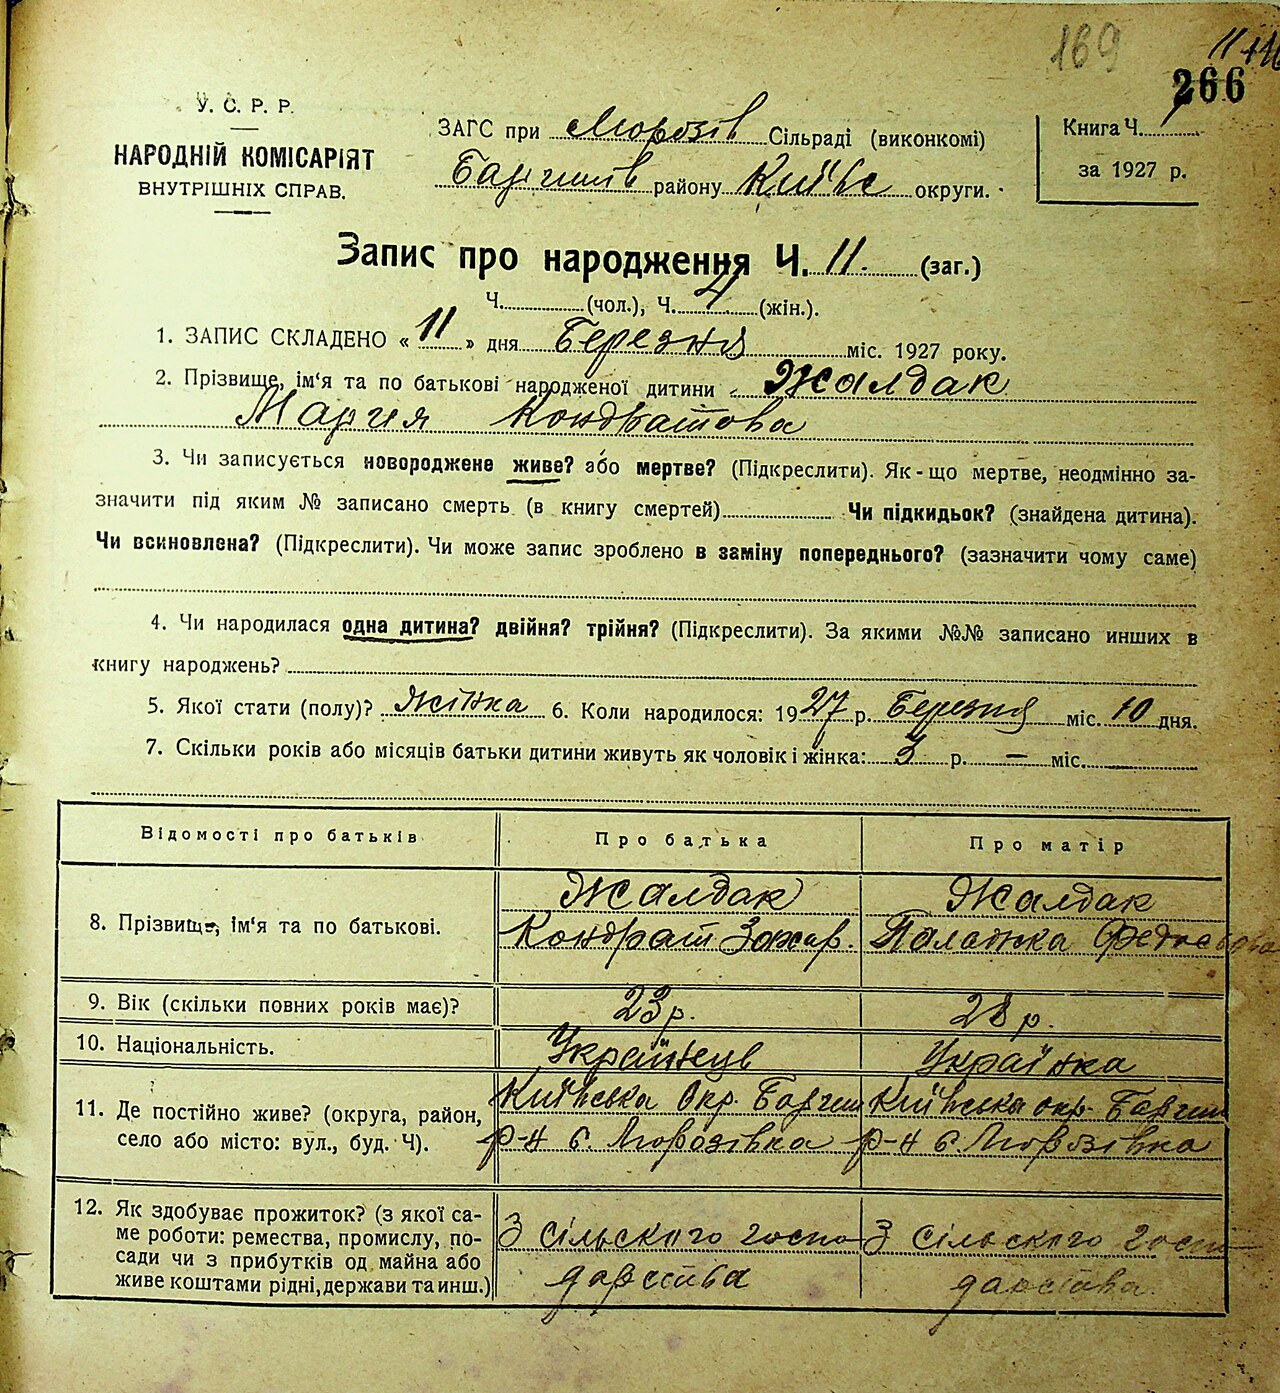 169
266
У. С. Р. Р.
НАРОДНІЙ КОМІСАРІЯТ
ВНУТРІШНІХ СПРАВ.
ЗАГС при Морозів Сільраді (виконкомі)
Баришів району Київс округи.
Книга Ч.
за 1927 р.
Запис про народження Ч. 11. (заг.)
Ч. (чол.), Ч. 4 (жін.).
1. ЗАПИС СКЛАДЕНО « 11 » дня Березня міс. 1927 року.
2. Прізвище, ім‘я та по батькові народженої дитини Жалдак
Мария Кондратова
3. Чи записується новороджене живе? або мертве? (Підкреслити). Як-що мертве, неодмінно за-
значити під яким № записано смерть (в книгу смертей) Чи підкидьок? (знайдена дитина).
Чи всиновлена? (Підкреслити). Чи може запис зроблено в заміну попереднього? (зазначити чому саме)
4. Чи народилася одна дитина? двійня? трійня? (Підкреслити). За якими №№ записано инших в
книгу народжень?
5. Якої стати (полу)? Жінка 6. Коли народилося: 1927 р. Березня міс. 10 дня.
7. Скільки років або місяців батьки дитини живуть як чоловік і жінка: 3 р. — міс.
Відомості про батьків Про батька Про матір
8. Прізвище, ім‘я та по батькові. Жалдак Кондрат Захар. Жалдак Палажка Федосьова
9. Вік (скільки повних років має)? 23 р. 28 р.
10. Національність. Українець Українка
11. Де постійно живе? (округа, район, Київська Окр. Бариш Київська окр. Бариш
село або місто: вул., буд. Ч). р-н с. Морозівка р-н с. Морозівка
12. Як здобуває прожиток? (з якої са-
ме роботи: ремества, промислу, по- З сільского госпо З сільского госпо
сади чи з прибутків од майна або
живе коштами рідні, держави та инш.) дарства дарства